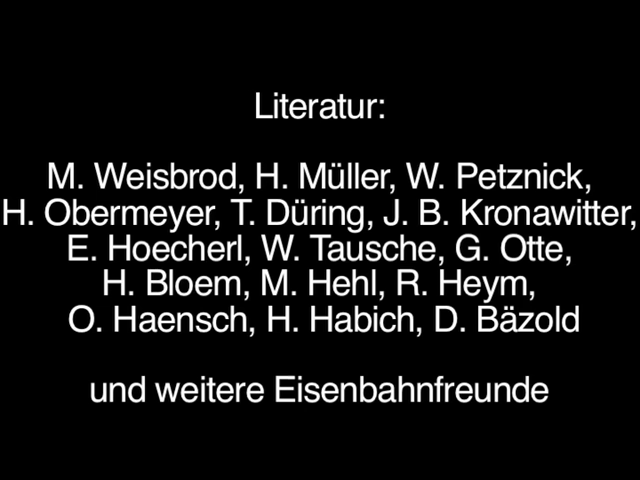 Literatur:
M. Weisbrod, H. Müller, W. Petznick,
H. Obermeyer, T. Düring, J. B. Kronawitter,
E. Hoecherl, W. Tausche, G. Otte,
H. Bloem, M. Hehl, R. Heym,
O. Haensch, H. Habich, D. Bäzold
und weitere Eisenbahnfreunde